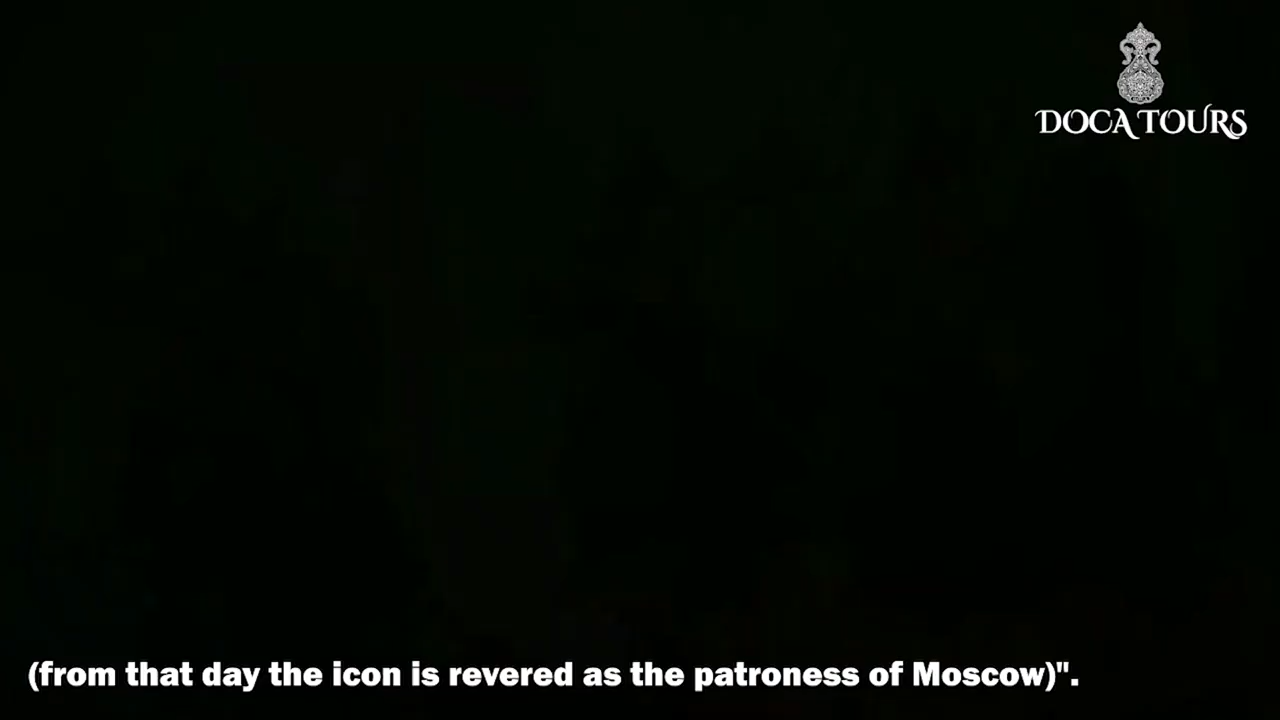 DOCA TOURS
(from that day the icon is revered as the patroness of Moscow)".